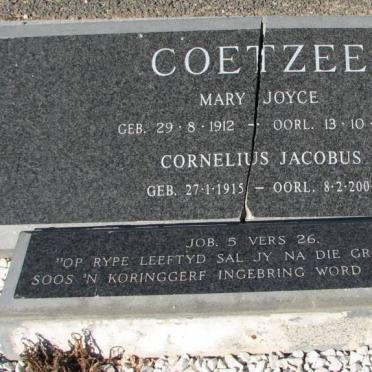 COETZEE
MARY JOYCE
GEB. 29·8·1912 – OORL. 13·10·
CORNELIUS JACOBUS
GEB. 27·1·1915 – OORL. 8·2·200
JOB. 5 VERS 26.
"OP RYPE LEEFTYD SAL JY NA DIE GR
SOOS 'N KORINGGERF INGEBRING WORD